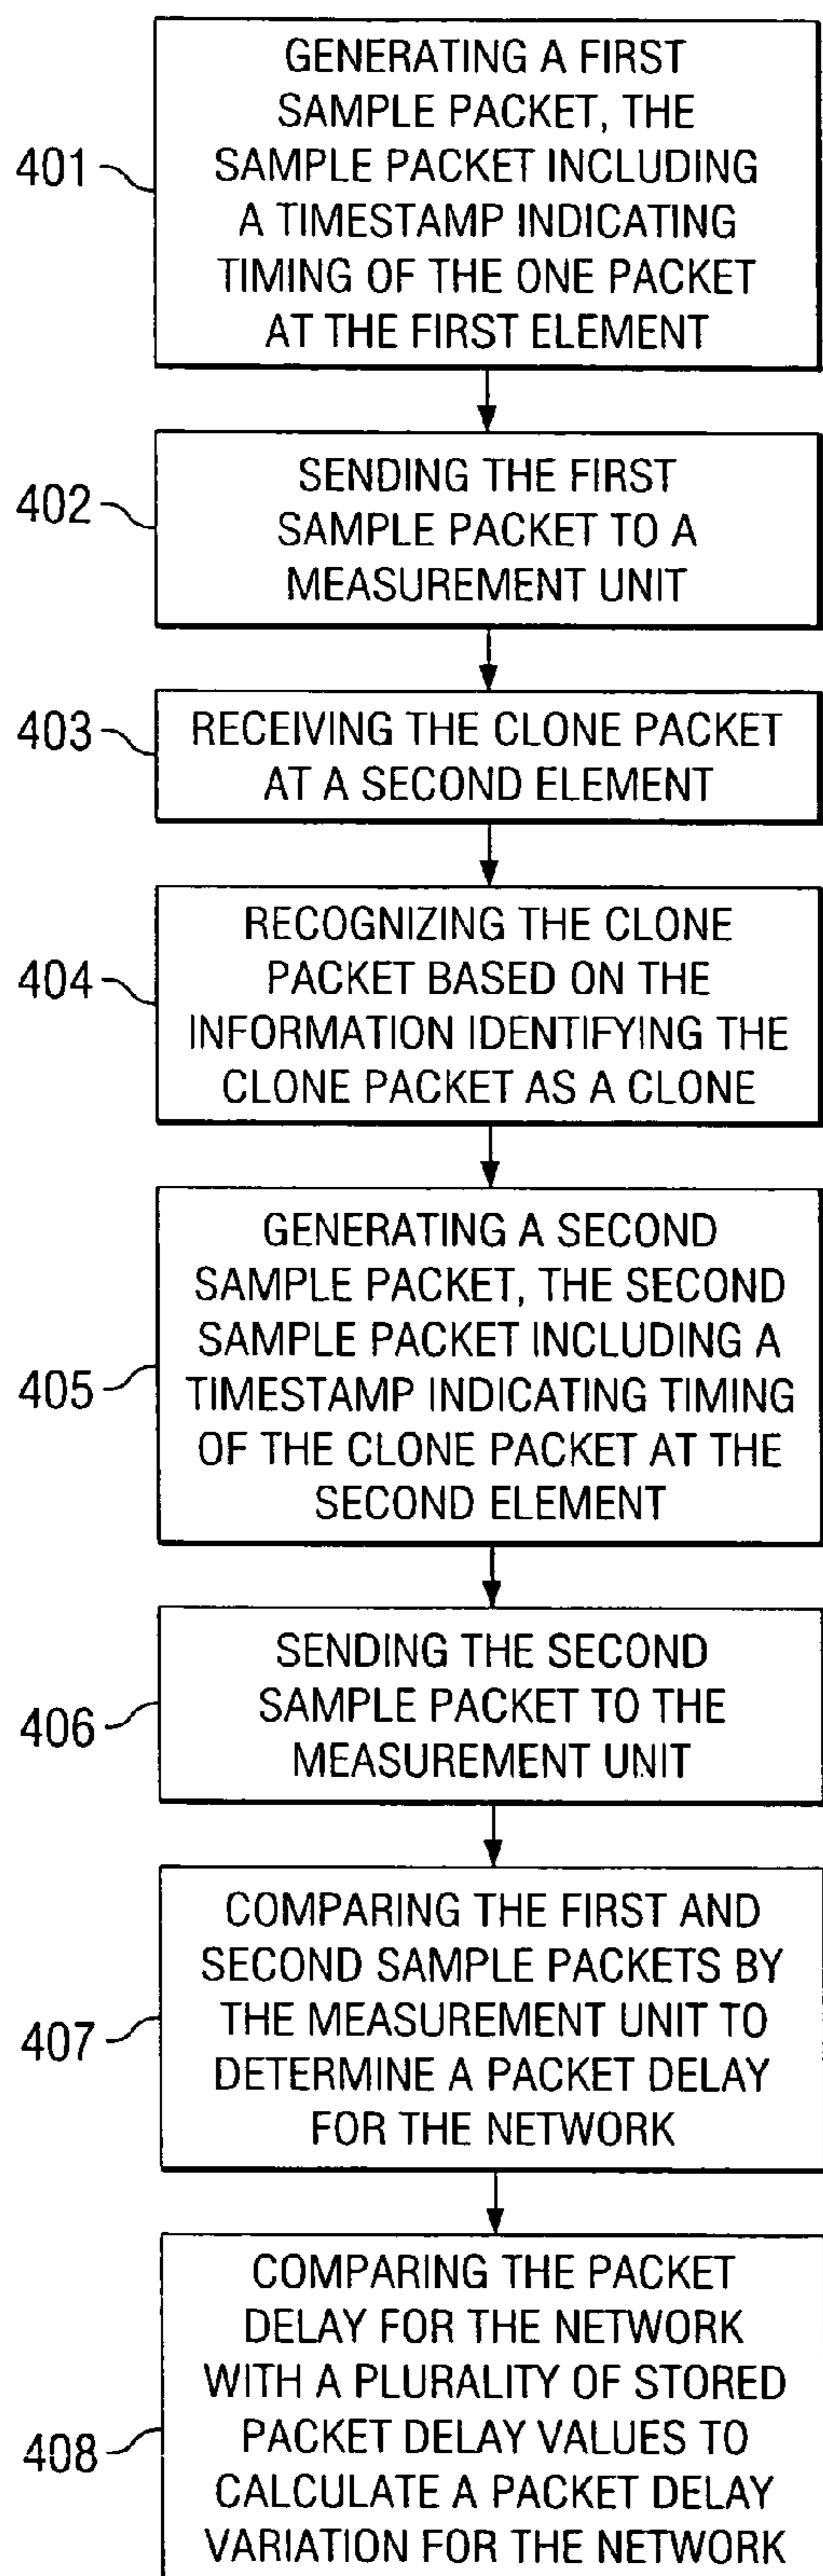 401
GENERATING A FIRST
SAMPLE PACKET, THE
SAMPLE PACKET INCLUDING
A TIMESTAMP INDICATING
TIMING OF THE ONE PACKET
AT THE FIRST ELEMENT
402
SENDING THE FIRST
SAMPLE PACKET TO A
MEASUREMENT UNIT
403
RECEIVING THE CLONE PACKET
AT A SECOND ELEMENT
404
RECOGNIZING THE CLONE
PACKET BASED ON THE
INFORMATION IDENTIFYING THE
CLONE PACKET AS A CLONE
405
GENERATING A SECOND
SAMPLE PACKET, THE SECOND
SAMPLE PACKET INCLUDING A
TIMESTAMP INDICATING TIMING
OF THE CLONE PACKET AT THE
SECOND ELEMENT
406
SENDING THE SECOND
SAMPLE PACKET TO THE
MEASUREMENT UNIT
407
COMPARING THE FIRST AND
SECOND SAMPLE PACKETS BY
THE MEASUREMENT UNIT TO
DETERMINE A PACKET DELAY
FOR THE NETWORK
408
COMPARING THE PACKET
DELAY FOR THE NETWORK
WITH A PLURALITY OF STORED
PACKET DELAY VALUES TO
CALCULATE A PACKET DELAY
VARIATION FOR THE NETWORK